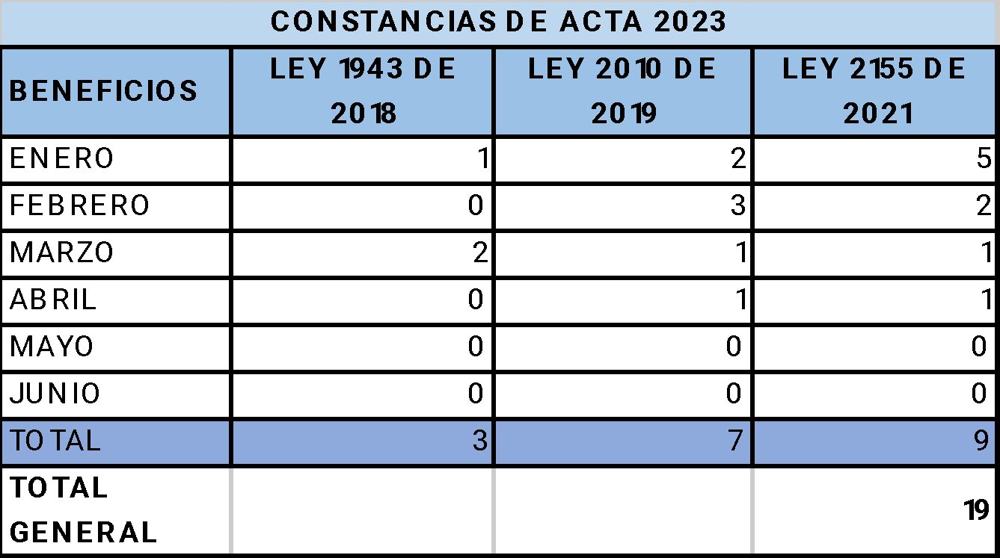 CONSTANCIAS DE ACTA 2023
BENEFICIOS LEY 1943 DE 2018 LEY 2010 DE 2019 LEY 2155 DE 2021
ENERO 1 2 5
FEBRERO 0 3 2
MARZO 2 1 1
ABRIL 0 1 1
MAYO 0 0 0
JUNIO 0 0 0
TOTAL 3 7 9
TOTAL GENERAL 19